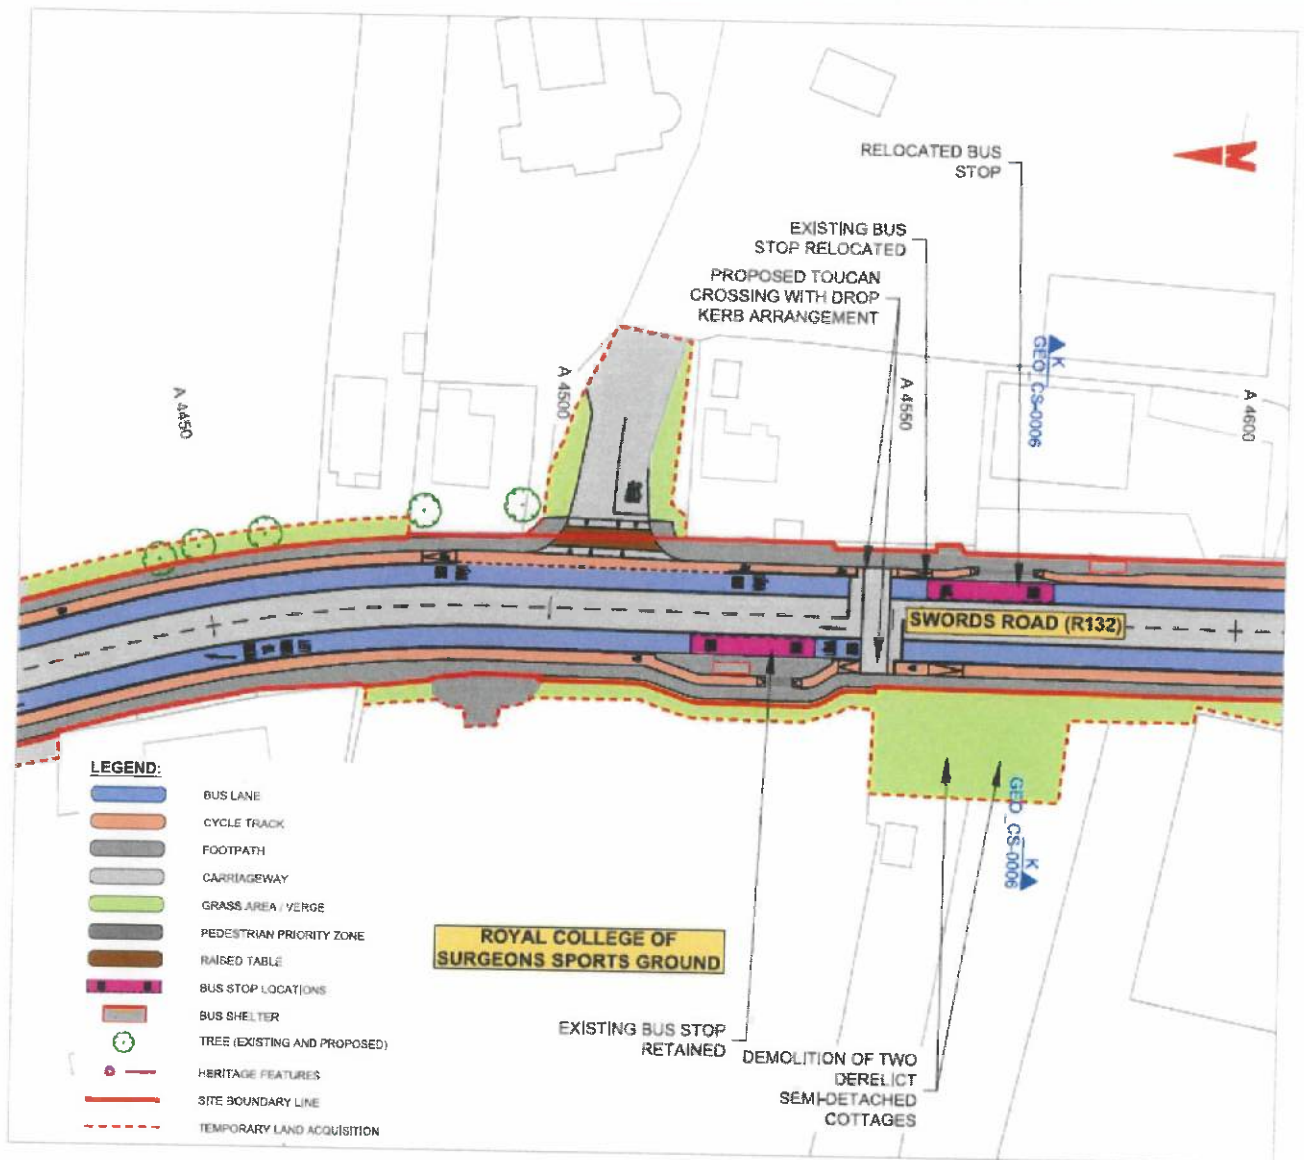 RELOCATED BUS
STOP
EXISTING BUS
STOP RELOCATED
PROPOSED TOUCAN
CROSSING WITH DROP
KERB ARRANGEMENT
K
GEO_CS-0006
A 4450
A 4500
A 4550
A 4600
SWORDS ROAD (R132)
LEGEND:
BUS LANE
CYCLE TRACK
FOOTPATH
CARRIAGEWAY
GRASS AREA / VERGE
PEDESTRIAN PRIORITY ZONE
RAISED TABLE
BUS STOP LOCATIONS
BUS SHELTER
TREE (EXISTING AND PROPOSED)
HERITAGE FEATURES
SITE BOUNDARY LINE
TEMPORARY LAND ACQUISITION
ROYAL COLLEGE OF
SURGEONS SPORTS GROUND
K
GEO_CS-0006
EXISTING BUS STOP
RETAINED
DEMOLITION OF TWO
DERELICT
SEMI-DETACHED
COTTAGES